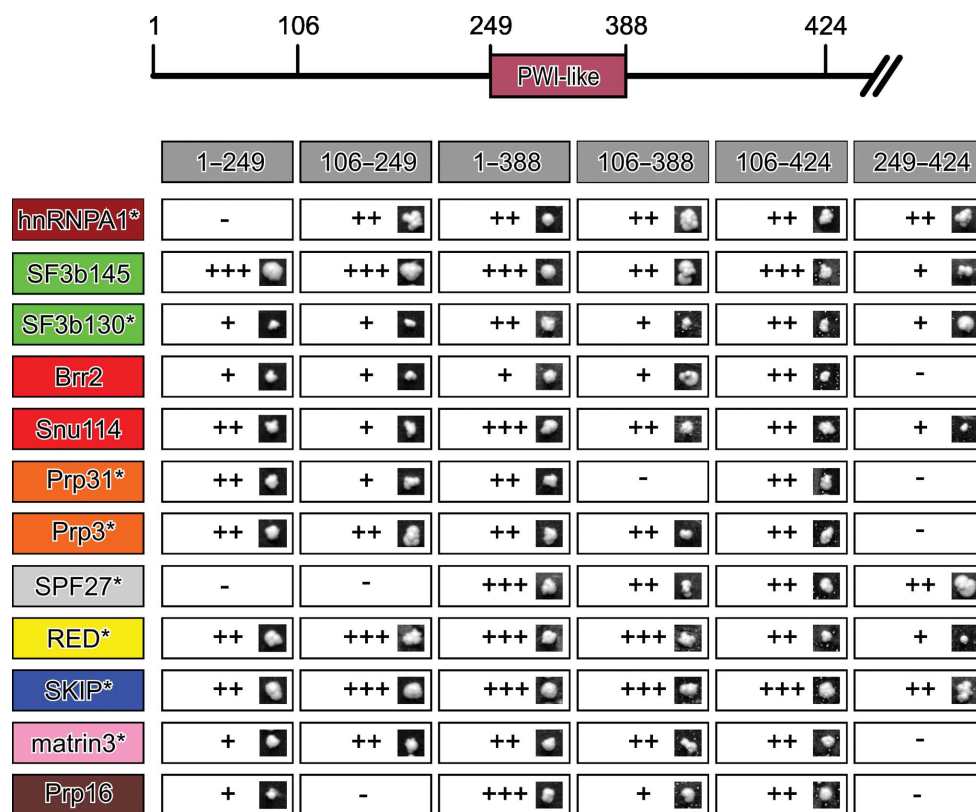 1 106 249 388 424
PWI-like
1–249 106–249 1–388 106–388 106–424 249–424
hnRNPA1* - ++ ++ ++ ++ ++
SF3b145 +++ +++ +++ ++ +++ +
SF3b130* + + ++ + ++ +
Brr2 + + + + ++ -
Snu114 ++ + +++ ++ ++ +
Prp31* ++ + ++ - ++ -
Prp3* ++ ++ ++ ++ ++ -
SPF27* - - +++ ++ ++ ++
RED* ++ +++ +++ +++ ++ +
SKIP* ++ +++ +++ +++ +++ ++
matrin3* + ++ ++ ++ ++ -
Prp16 + - +++ + ++ -